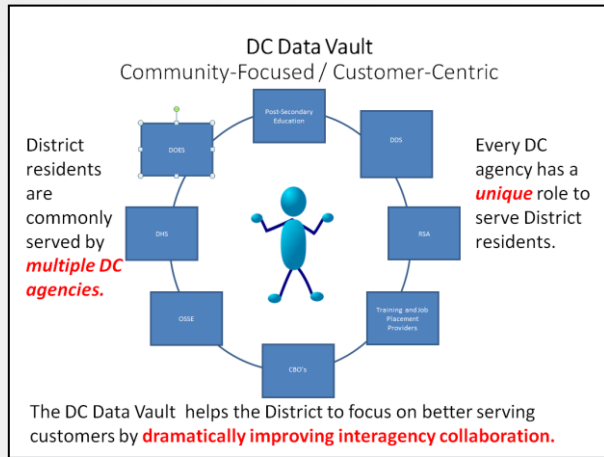 DC Data Vault
Community-Focused / Customer-Centric
Post-Secondary
Education
DOES
DDS
District
residents
are
commonly
served by
multiple DC
agencies.
Every DC
agency has a
unique role to
serve District
residents.
DHS
RSA
OSSE
Training and Job
Placement
Providers
CBO's
The DC Data Vault helps the District to focus on better serving
customers by dramatically improving interagency collaboration.